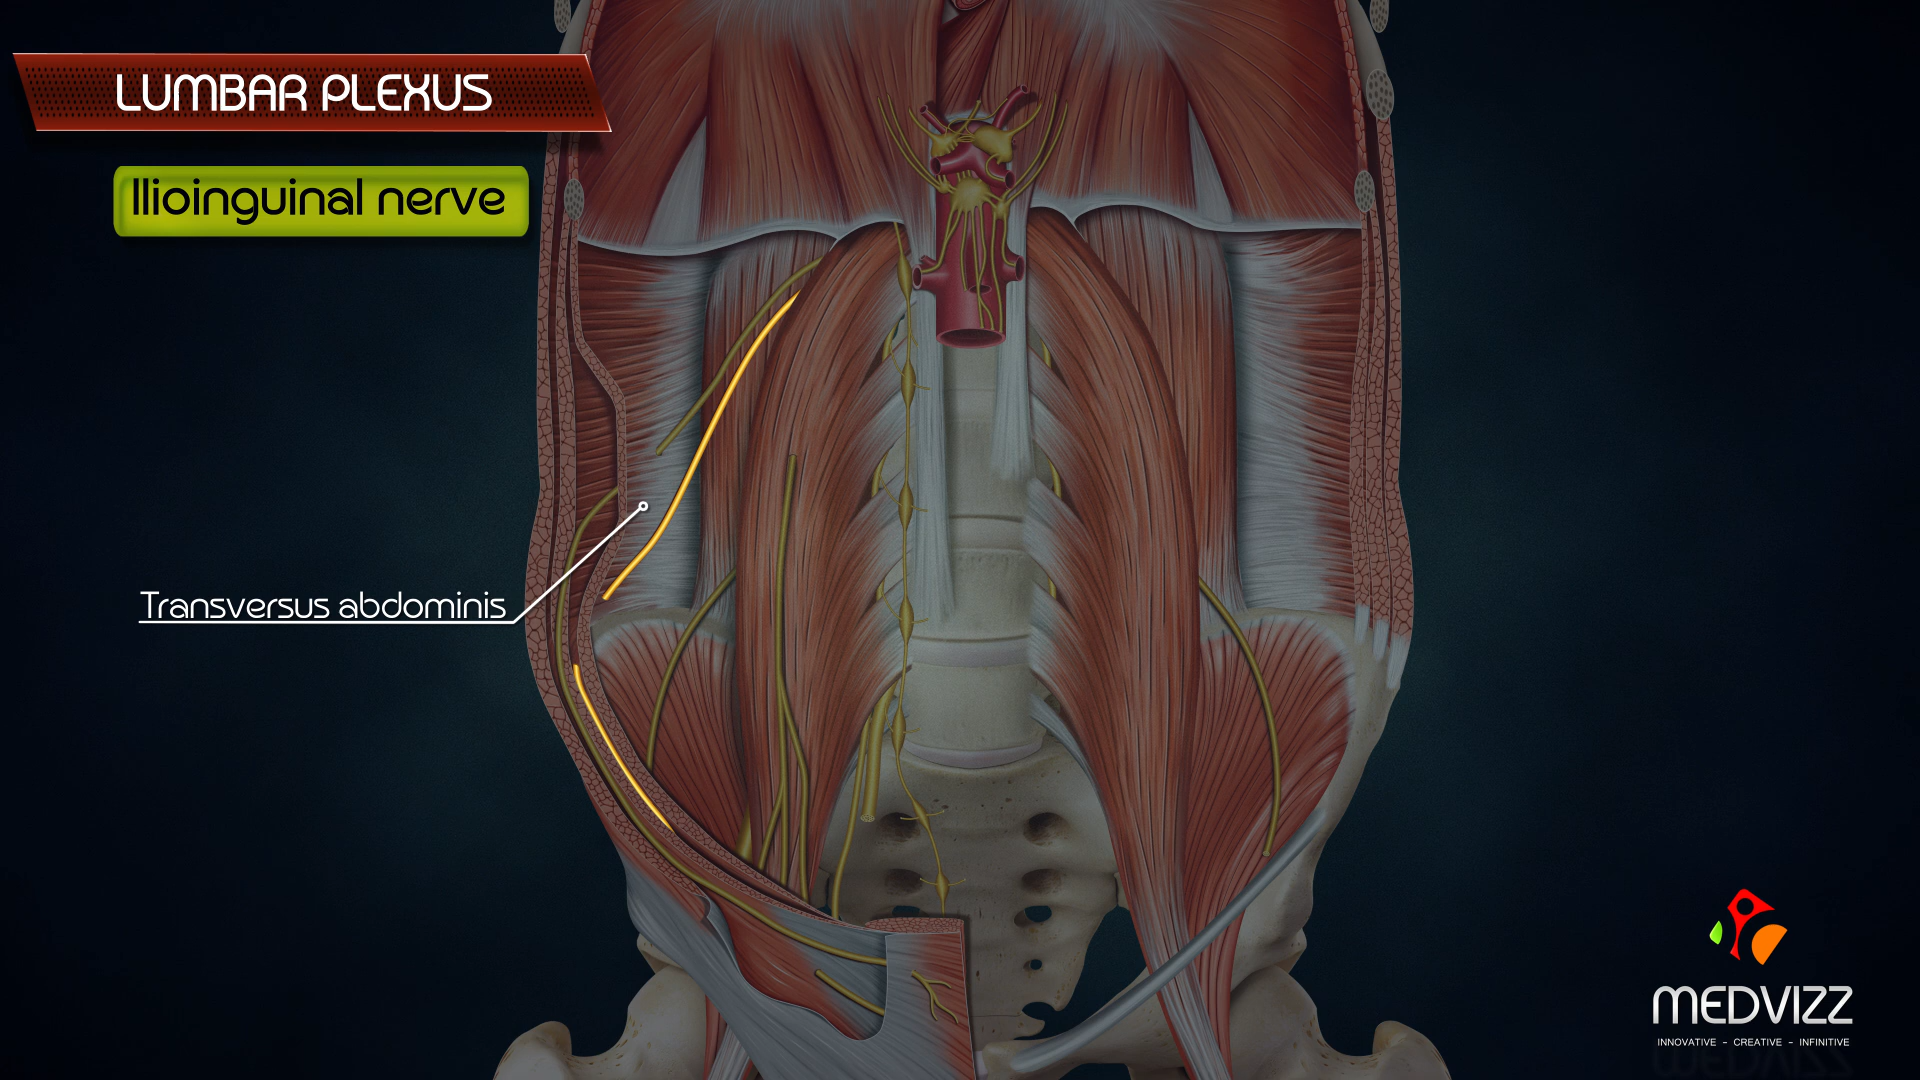 LUMBAR PLEXUS
Ilioinguinal nerve
Transversus abdominis
MEDVIZZ
INNOVATIVE - CREATIVE - INFINITIVE